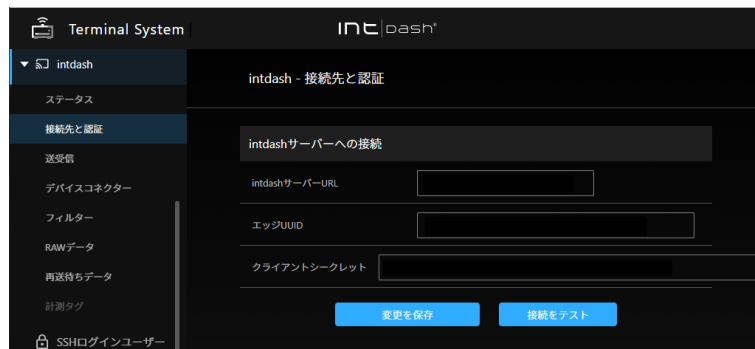 Terminal System
intdash®
intdash
ステータス
接続先と認証
送受信
デバイスコネクター
フィルター
RAWデータ
再送待ちデータ
計測タグ
SSHログインユーザー
intdash - 接続先と認証
intdashサーバーへの接続
intdashサーバーURL
エッジUUID
クライアントシークレット
変更を保存
接続をテスト